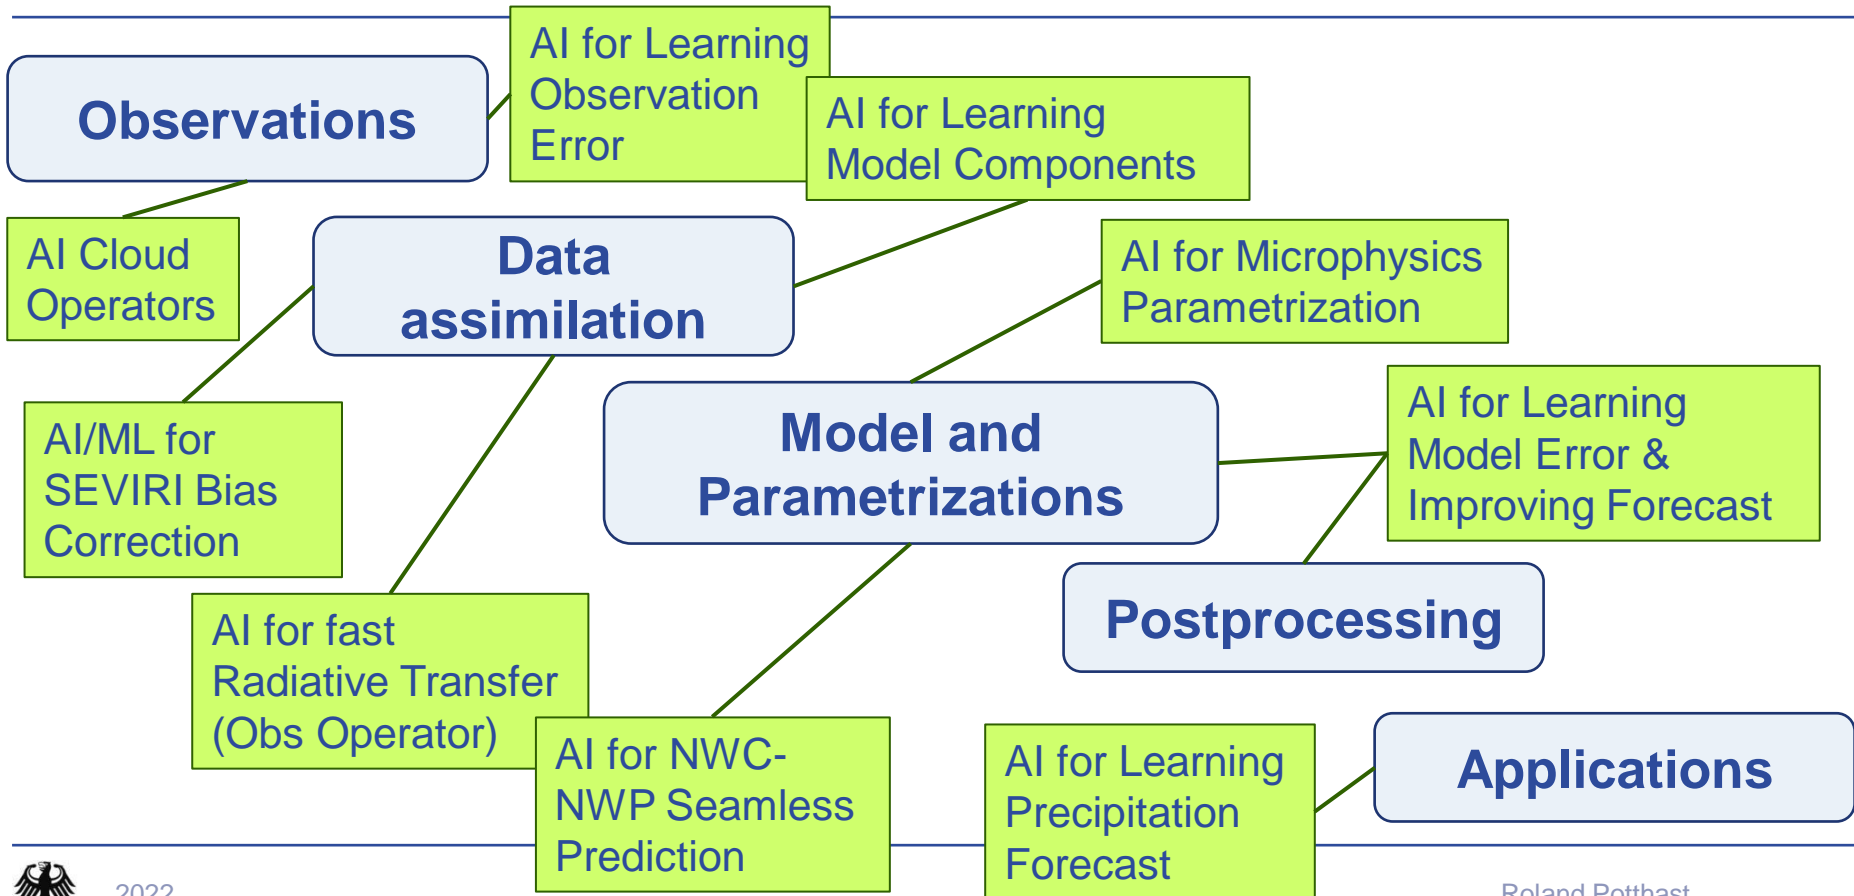 AI for Learning
Observation
Error
Observations
AI for Learning
Model Components
AI Cloud
Operators
Data
assimilation
AI for Microphysics
Parametrization
AI/ML for
SEVIRI Bias
Correction
Model and
Parametrizations
AI for Learning
Model Error &
Improving Forecast
AI for fast
Radiative Transfer
(Obs Operator)
Postprocessing
AI for NWC-
NWP Seamless
Prediction
AI for Learning
Precipitation
Forecast
Applications
2022
Roland Potthast